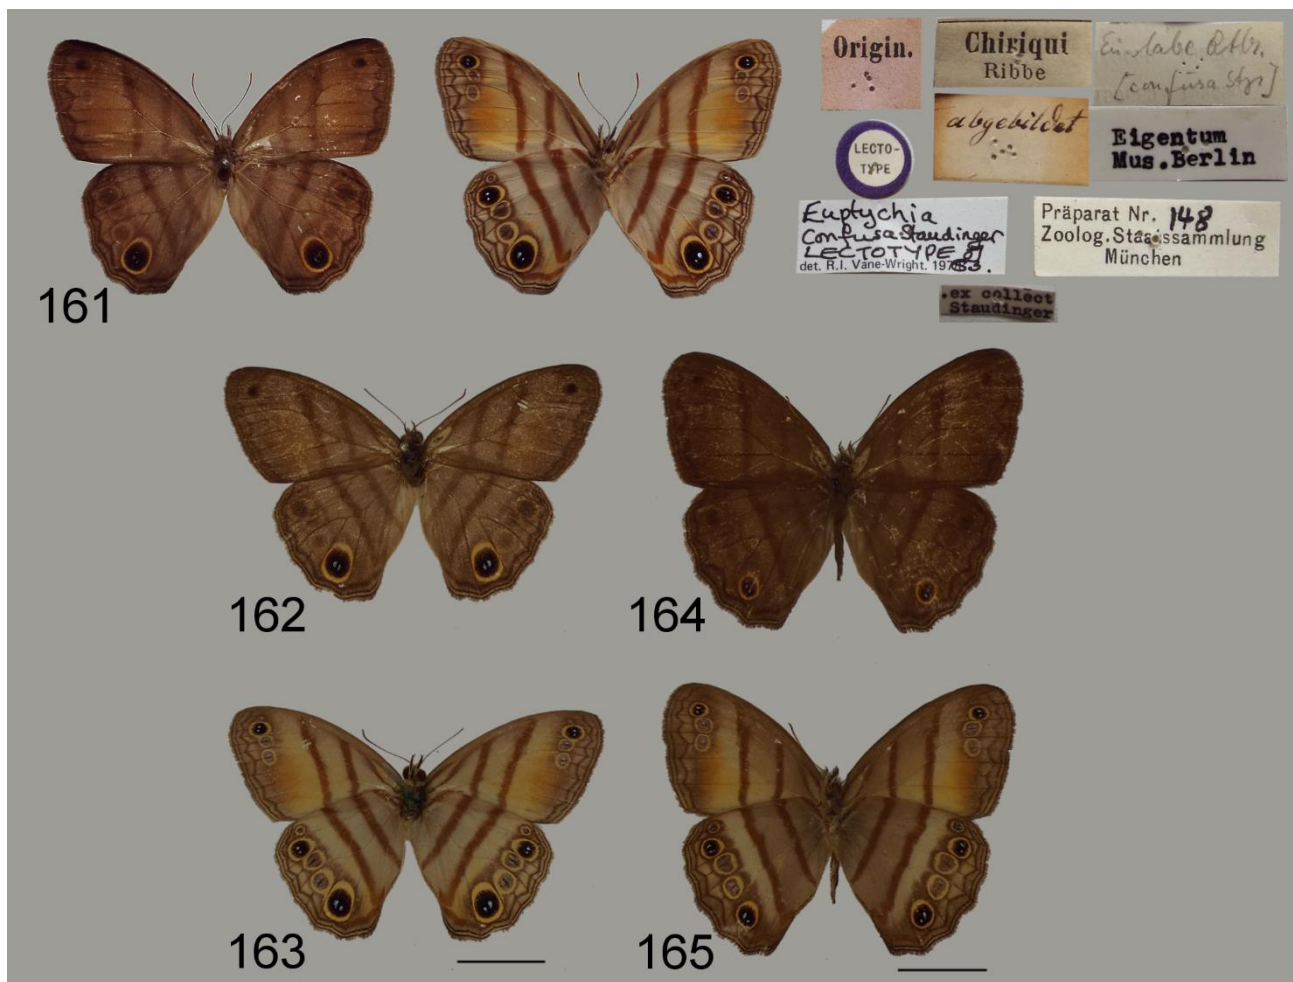 Origin.
Chiriqui
Ribbe
[confusa Stgr]
abgebildet
Eigentum
Mus. Berlin
LECTO-
TYPE
Euptychia
confusa Staudinger
LECTOTYPE ♂
det. R.I. Vane-Wright. 1983.
Präparat Nr. 148
Zoolog. Staatssammlung
München
.ex collect
Staudinger
161
162
164
163
165